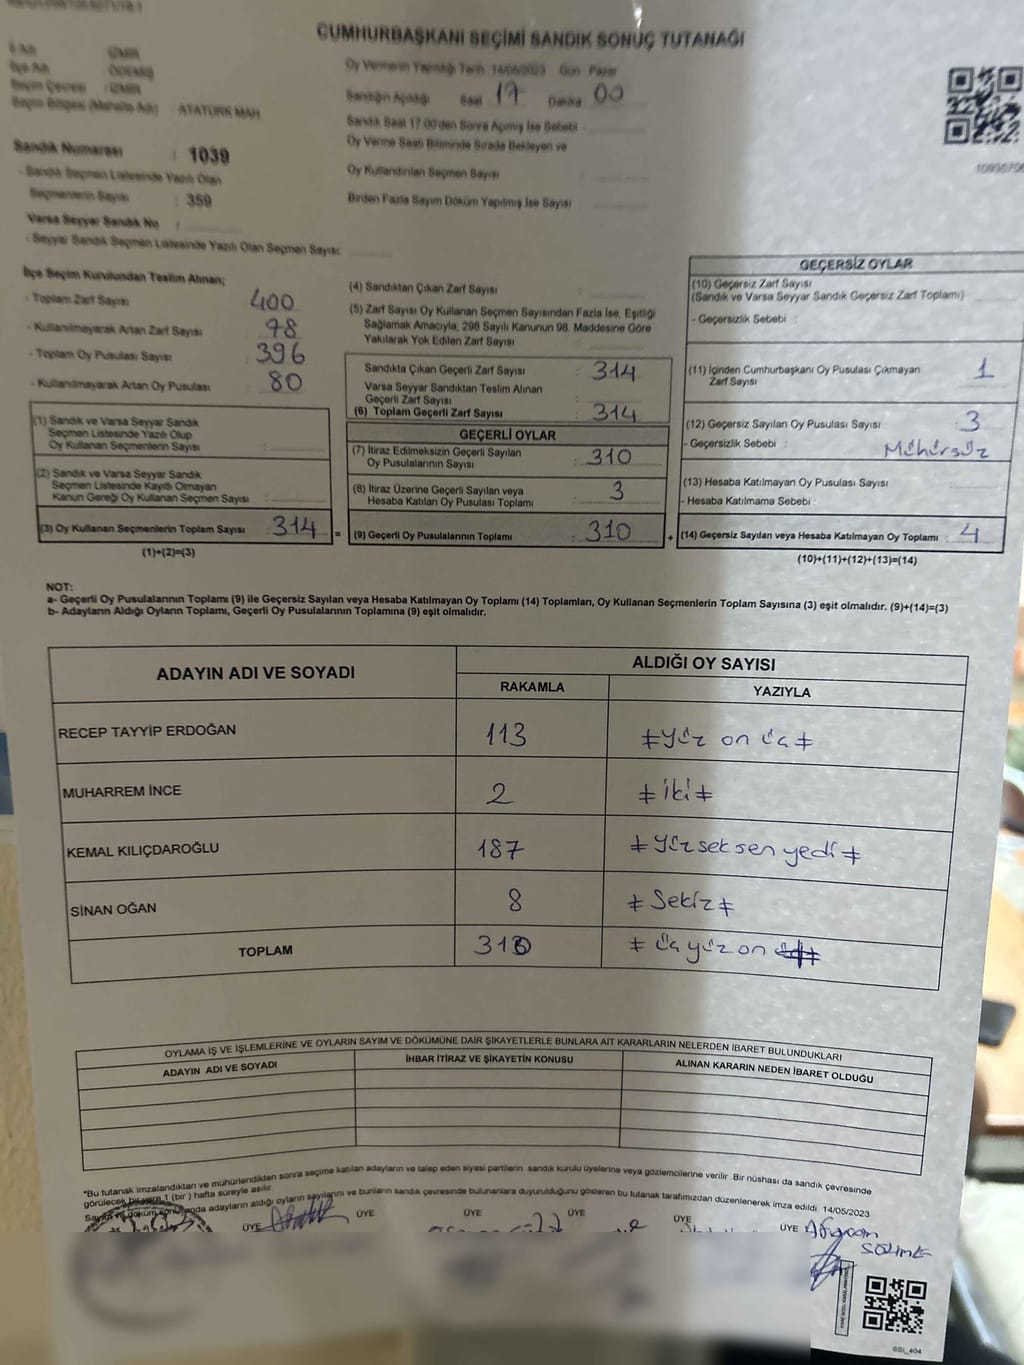 CUMHURBAŞKANI SEÇİMİ SANDIK SONUÇ TUTANAĞI
İl Adı : İZMİR
İlçe Adı : ÖDEMİŞ
Seçim Çevresi : İZMİR
Seçim Bölgesi (Mahalle Adı) : ATATÜRK MAH
Sandık Numarası : 1039
- Sandık Seçmen Listesinde Yazılı Olan
Seçmenlerin Sayısı : 359
Varsa Seyyar Sandık No :
- Seyyar Sandık Seçmen Listesinde Yazılı Olan Seçmen Sayısı:
Oy Vermenin Yapıldığı Tarih : 14/05/2023 Gün : Pazar
Sandığın Açıldığı Saat 17 Dakika 00
Sandık Saat 17.00'den Sonra Açımış İse Sebebi :
Oy Verme Saati Bitiminde Sırada Bekleyen ve
Oy Kullandırılan Seçmen Sayısı :
Birden Fazla Sayım Döküm Yapılmış İse Sayısı :
İlçe Seçim Kurulundan Teslim Alınan;
- Toplam Zarf Sayısı : 400
- Kullanılmayarak Artan Zarf Sayısı : 98
- Toplam Oy Pusulası Sayısı : 396
- Kullanılmayarak Artan Oy Pusulası : 80
(1) Sandık ve Varsa Seyyar Sandık
Seçmen Listesinde Yazılı Olup
Oy Kullanan Seçmenlerin Sayısı :
(2) Sandık ve Varsa Seyyar Sandık
Seçmen Listesinde Kayıtlı Olmayan
Kanun Gereği Oy Kullanan Seçmen Sayısı :
(3) Oy Kullanan Seçmenlerin Toplam Sayısı : 314 =
(1)+(2)=(3)
(4) Sandıktan Çıkan Zarf Sayısı :
(5) Zarf Sayısı Oy Kullanan Seçmen Sayısından Fazla İse, Eşitliği
Sağlamak Amacıyla; 298 Sayılı Kanunun 98. Maddesine Göre
Yakılarak Yok Edilen Zarf Sayısı :
Sandıkta Çıkan Geçerli Zarf Sayısı : 314
Varsa Seyyar Sandıktan Teslim Alınan
Geçerli Zarf Sayısı :
(6) Toplam Geçerli Zarf Sayısı : 314
GEÇERLİ OYLAR
(7) İtiraz Edilmeksizin Geçerli Sayılan
Oy Pusulalarının Sayısı : 310
(8) İtiraz Üzerine Geçerli Sayılan veya
Hesaba Katılan Oy Pusulası Toplamı : 3
(9) Geçerli Oy Pusulalarının Toplamı : 310 +
GEÇERSİZ OYLAR
(10) Geçersiz Zarf Sayısı
(Sandık ve Varsa Seyyar Sandık Geçersiz Zarf Toplamı) :
- Geçersizlik Sebebi :
(11) İçinden Cumhurbaşkanı Oy Pusulası Çıkmayan
Zarf Sayısı : 1
(12) Geçersiz Sayılan Oy Pusulası Sayısı : 3
- Geçersizlik Sebebi : Mühürsüz
(13) Hesaba Katılmayan Oy Pusulası Sayısı :
- Hesaba Katılmama Sebebi :
(14) Geçersiz Sayılan veya Hesaba Katılmayan Oy Toplamı : 4
(10)+(11)+(12)+(13)=(14)
NOT:
a- Geçerli Oy Pusulalarının Toplamı (9) ile Geçersiz Sayılan veya Hesaba Katılmayan Oy Toplamı (14) Toplamları, Oy Kullanan Seçmenlerin Toplam Sayısına (3) eşit olmalıdır. (9)+(14)=(3)
b- Adayların Aldığı Oyların Toplamı, Geçerli Oy Pusulalarının Toplamına (9) eşit olmalıdır.
ADAYIN ADI VE SOYADI ALDIĞI OY SAYISI
RAKAMLA YAZIYLA
RECEP TAYYİP ERDOĞAN 113 ≠yüz on üç≠
MUHARREM İNCE 2 ≠iki≠
KEMAL KILIÇDAROĞLU 187 ≠yüzseksenyedi≠
SİNAN OĞAN 8 ≠Sekiz≠
TOPLAM 310 ≠üçyüzon ≠
OYLAMA İŞ VE İŞLEMLERİNE VE OYLARIN SAYIM VE DÖKÜMÜNE DAİR ŞİKAYETLERLE BUNLARA AİT KARARLARIN NELERDEN İBARET BULUNDUKLARI
ADAYIN ADI VE SOYADI İHBAR İTİRAZ VE ŞİKAYETİN KONUSU ALINAN KARARIN NEDEN İBARET OLDUĞU
*Bu tutanak imzalandıktan ve mühürlendikten sonra seçime katılan adayların ve talep eden siyasi partilerin sandık kurulu üyelerine veya gözlemcilerine verilir. Bir nüshası da sandık çevresinde
görülecek bir yere 1 (bir ) hafta süreyle asılır.
Sayım ve döküm sonucunda adayların aldığı oyların sayılarını ve bunların sandık çevresinde bulunanlara duyurulduğunu gösteren bu tutanak tarafımızdan düzenlenerek imza edildi. 14/05/2023
ÜYE ÜYE ÜYE ÜYE ÜYE ÜYE
SSI_404